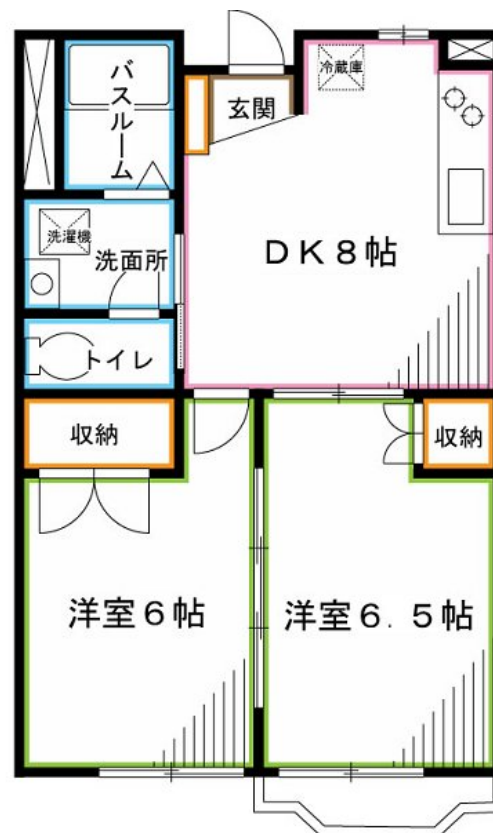 バスルーム
玄関
冷蔵庫
洗濯機
洗面所
DK8帖
トイレ
収納
収納
洋室6帖
洋室6.5帖